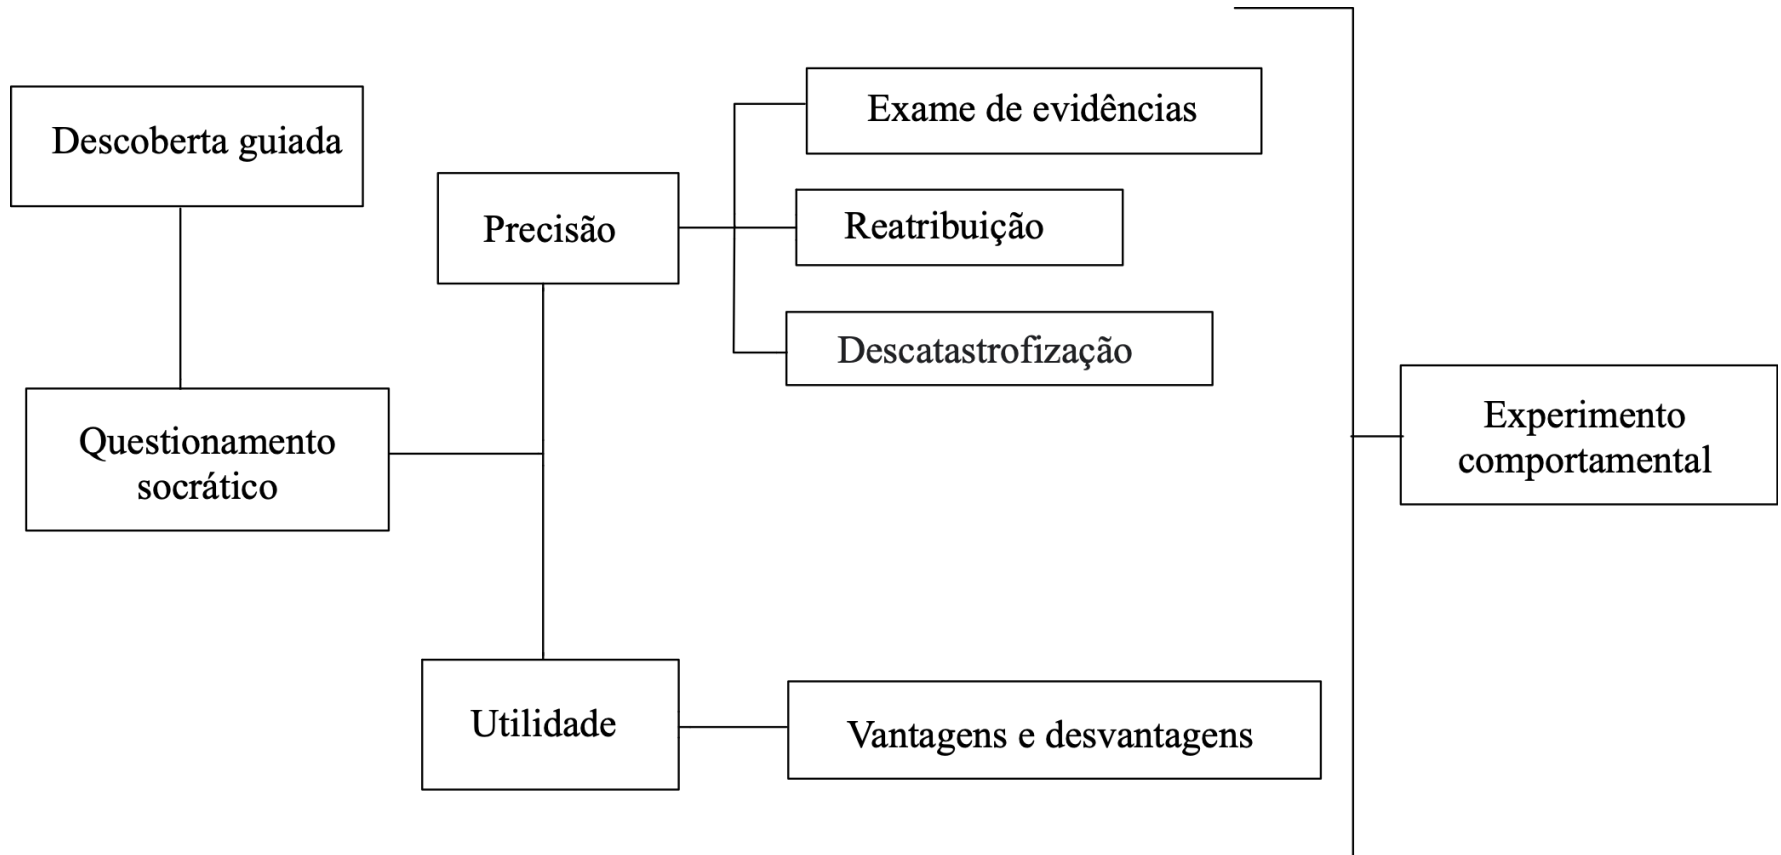 Descoberta guiada
Questionamento
socrático
Precisão
Exame de evidências
Reatribuição
Descatastrofização
Utilidade
Vantagens e desvantagens
Experimento
comportamental